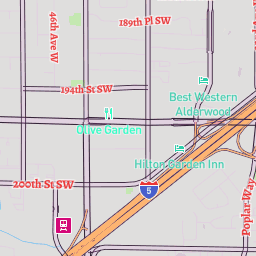 49th Ave W
189th Pl SW
194th St SW
Best Western
Alderwood
Olive Garden
Hilton Garden Inn
200th St SW
5
Poplar Way